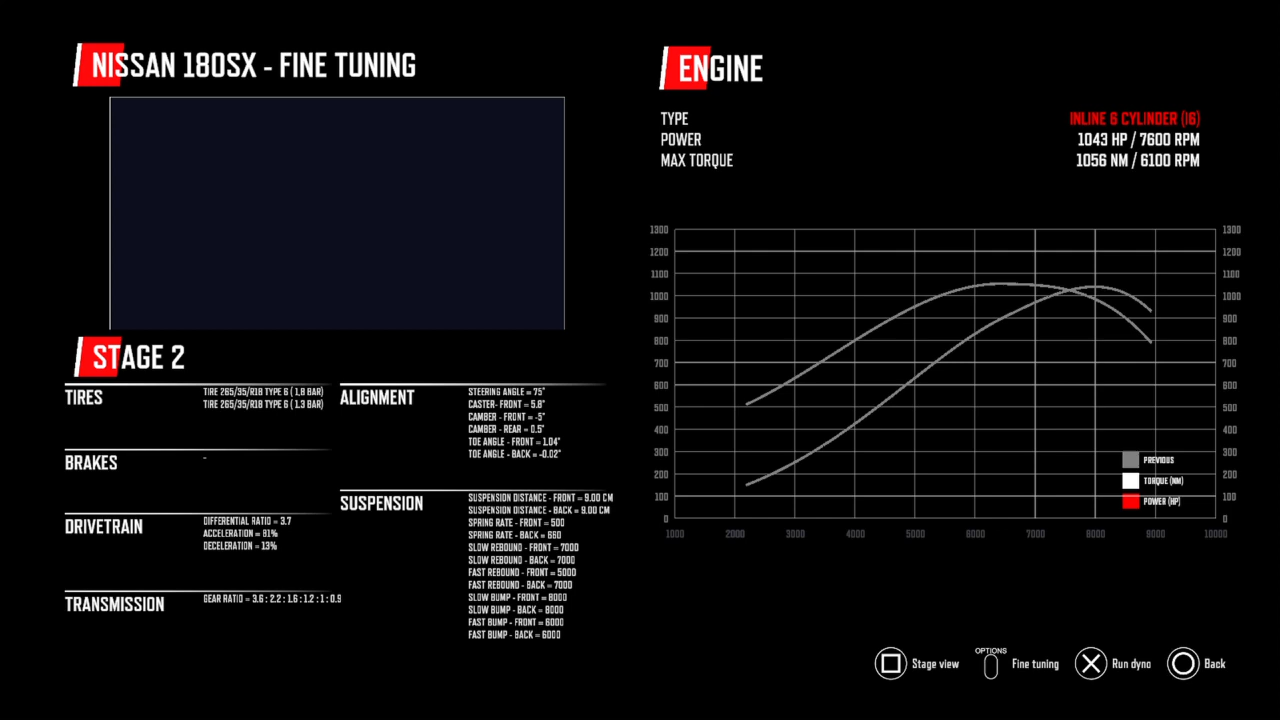 NISSAN 180SX - FINE TUNING
STAGE 2
TIRES
TIRE 265/35/R18 TYPE 6 ( 1,8 BAR)
TIRE 265/35/R18 TYPE 6 ( 1.3 BAR)
BRAKES
-
DRIVETRAIN
DIFFERENTIAL RATIO = 3.7
ACCELERATION = 81%
DECELERATION = 13%
TRANSMISSION
GEAR RATIO = 3.6 : 2.2 : 1.6 : 1.2 : 1 : 0.9
ALIGNMENT
STEERING ANGLE = 75°
CASTER- FRONT = 5.8°
CAMBER - FRONT = -5°
CAMBER - REAR = 0.5°
TOE ANGLE - FRONT = 1.04°
TOE ANGLE - BACK = -0.02°
SUSPENSION
SUSPENSION DISTANCE - FRONT = 9.00 CM
SUSPENSION DISTANCE - BACK = 9.00 CM
SPRING RATE - FRONT = 500
SPRING RATE - BACK = 660
SLOW REBOUND - FRONT = 7000
SLOW REBOUND - BACK = 7000
FAST REBOUND - FRONT = 5000
FAST REBOUND - BACK = 7000
SLOW BUMP - FRONT = 8000
SLOW BUMP - BACK = 8000
FAST BUMP - FRONT = 6000
FAST BUMP - BACK = 6000
ENGINE
TYPE INLINE 6 CYLINDER (I6)
POWER 1043 HP / 7600 RPM
MAX TORQUE 1056 NM / 6100 RPM
1300 1300
1200 1200
1100 1100
1000 1000
900 900
800 800
700 700
600 600
500 500
400 400
300 PREVIOUS 300
200 TORQUE (NM) 200
100 POWER (HP) 100
0 0
1000 2000 3000 4000 5000 6000 7000 8000 9000 10000
OPTIONS
Stage view Fine tuning Run dyno Back